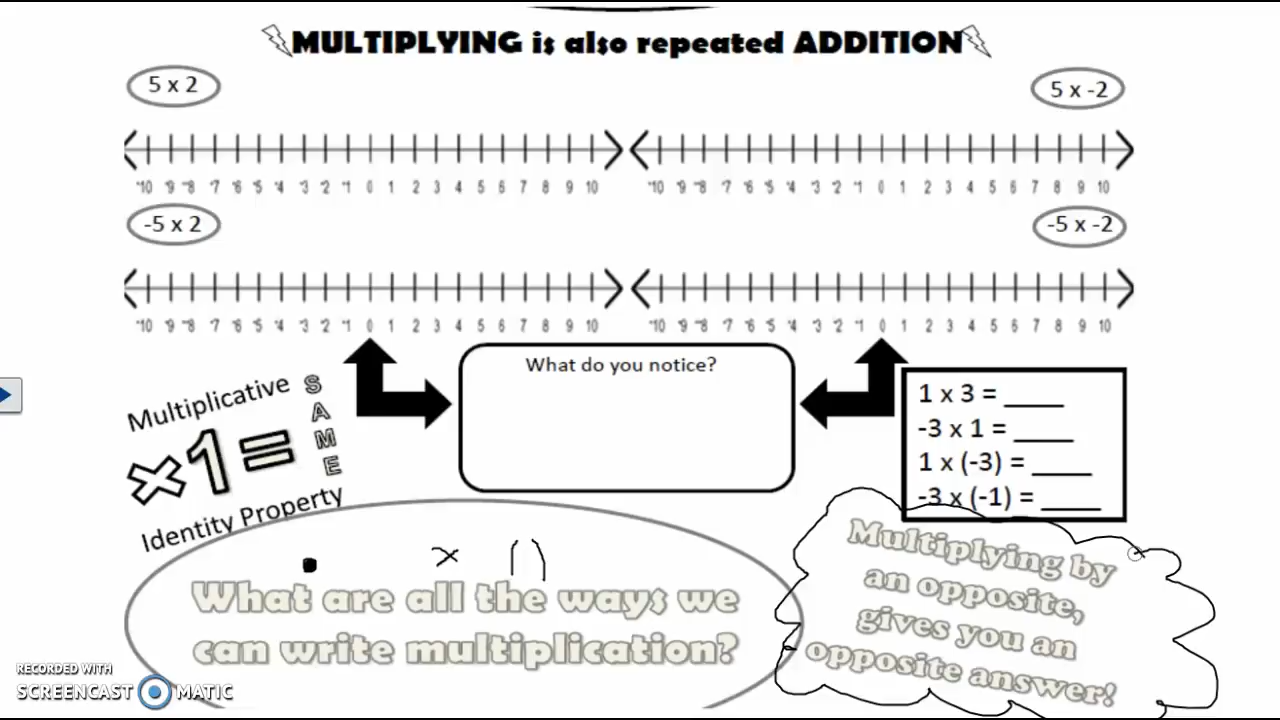 MULTIPLYING is also repeated ADDITION
5 x 2
5 x -2
-10 -9 -8 -7 -6 -5 -4 -3 -2 -1 0 1 2 3 4 5 6 7 8 9 10
-10 -9 -8 -7 -6 -5 -4 -3 -2 -1 0 1 2 3 4 5 6 7 8 9 10
-5 x 2
-5 x -2
-10 -9 -8 -7 -6 -5 -4 -3 -2 -1 0 1 2 3 4 5 6 7 8 9 10
-10 -9 -8 -7 -6 -5 -4 -3 -2 -1 0 1 2 3 4 5 6 7 8 9 10
Multiplicative
×1=
SAME
Identity Property
What do you notice?
1 x 3 = ____
-3 x 1 = ____
1 x (-3) = ____
-3 x (-1) = ____
• × ()
What are all the ways we
can write multiplication?
Multiplying by
an opposite,
gives you an
opposite answer!
RECORDED WITH
SCREENCAST MATIC